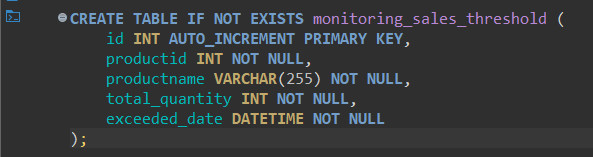 CREATE TABLE IF NOT EXISTS monitoring_sales_threshold (
id INT AUTO_INCREMENT PRIMARY KEY,
productid INT NOT NULL,
productname VARCHAR(255) NOT NULL,
total_quantity INT NOT NULL,
exceeded_date DATETIME NOT NULL
);